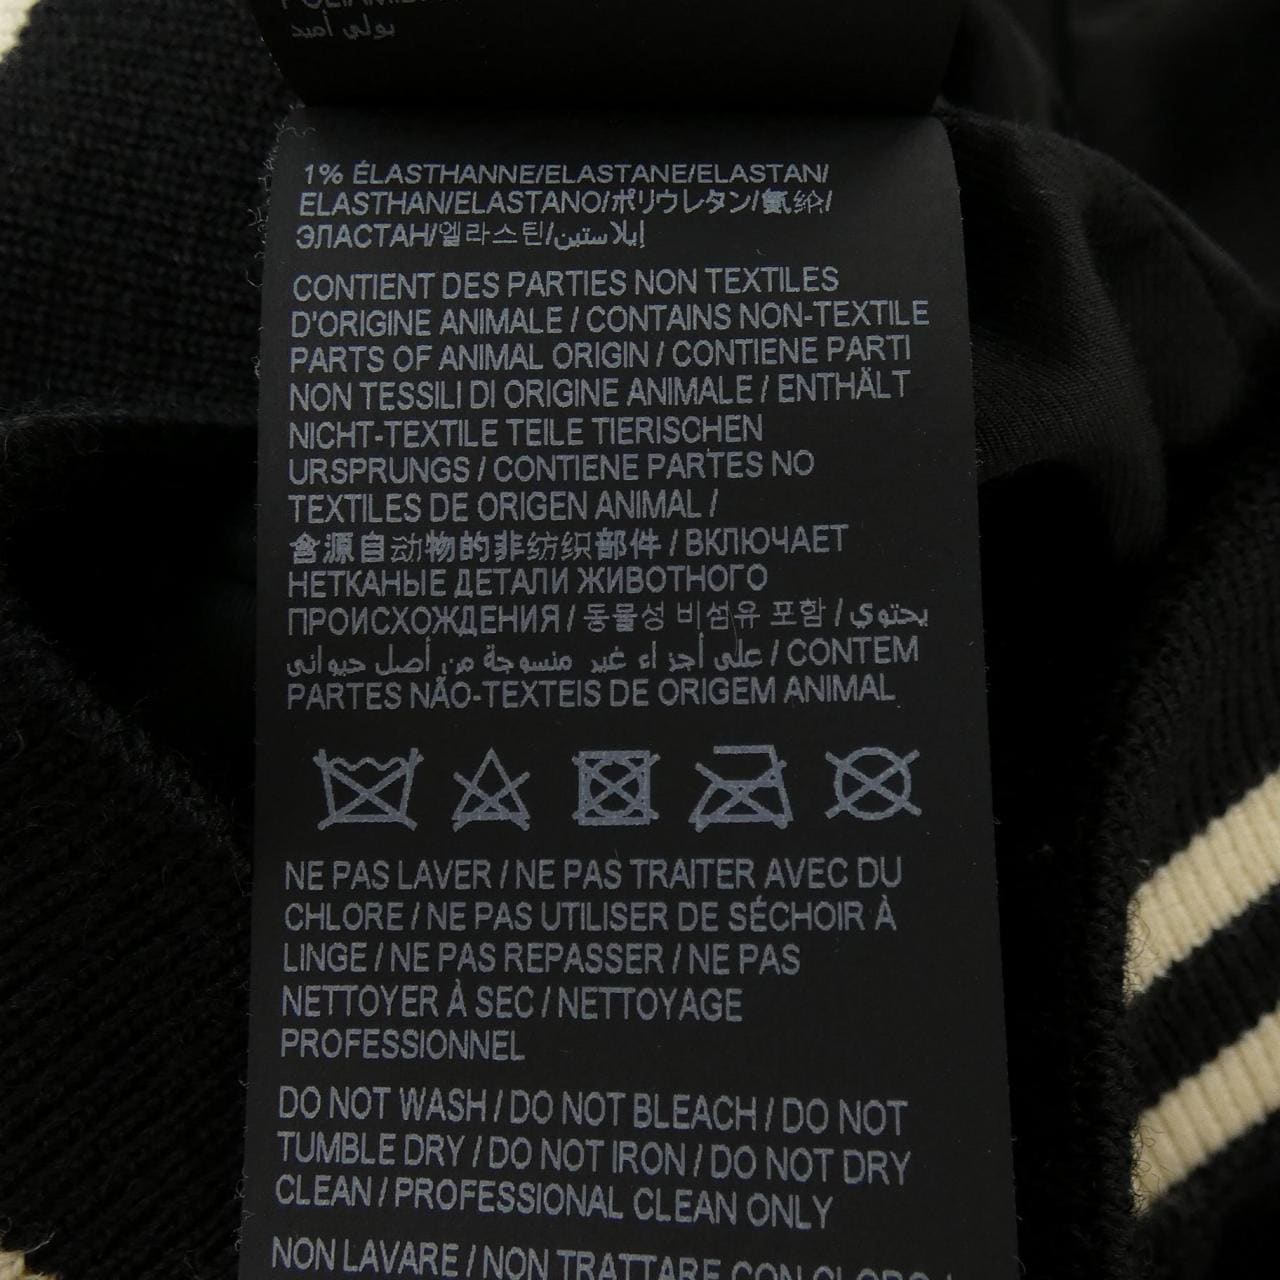 بولي أميد
1% ÉLASTHANNE/ELASTANE/ELASTAN/
ELASTHAN/ELASTANO/ポリウレタン/氨纶/
ЭЛАСТАН/엘라스틴/إيلاستين
CONTIENT DES PARTIES NON TEXTILES
D'ORIGINE ANIMALE / CONTAINS NON-TEXTILE
PARTS OF ANIMAL ORIGIN / CONTIENE PARTI
NON TESSILI DI ORIGINE ANIMALE / ENTHÄLT
NICHT-TEXTILE TEILE TIERISCHEN
URSPRUNGS / CONTIENE PARTES NO
TEXTILES DE ORIGEN ANIMAL /
含源自动物的非纺织部件 / ВКЛЮЧАЕТ
НЕТКАНЫЕ ДЕТАЛИ ЖИВОТНОГО
ПРОИСХОЖДЕНИЯ / 동물성 비섬유 포함 / يحتوي
على أجزاء غير منسوجة من أصل حيواني / CONTEM
PARTES NÃO-TEXTEIS DE ORIGEM ANIMAL
NE PAS LAVER / NE PAS TRAITER AVEC DU
CHLORE / NE PAS UTILISER DE SÉCHOIR À
LINGE / NE PAS REPASSER / NE PAS
NETTOYER À SEC / NETTOYAGE
PROFESSIONNEL
DO NOT WASH / DO NOT BLEACH / DO NOT
TUMBLE DRY / DO NOT IRON / DO NOT DRY
CLEAN / PROFESSIONAL CLEAN ONLY
NON LAVARE / NON TRATTARE CON CLORO /